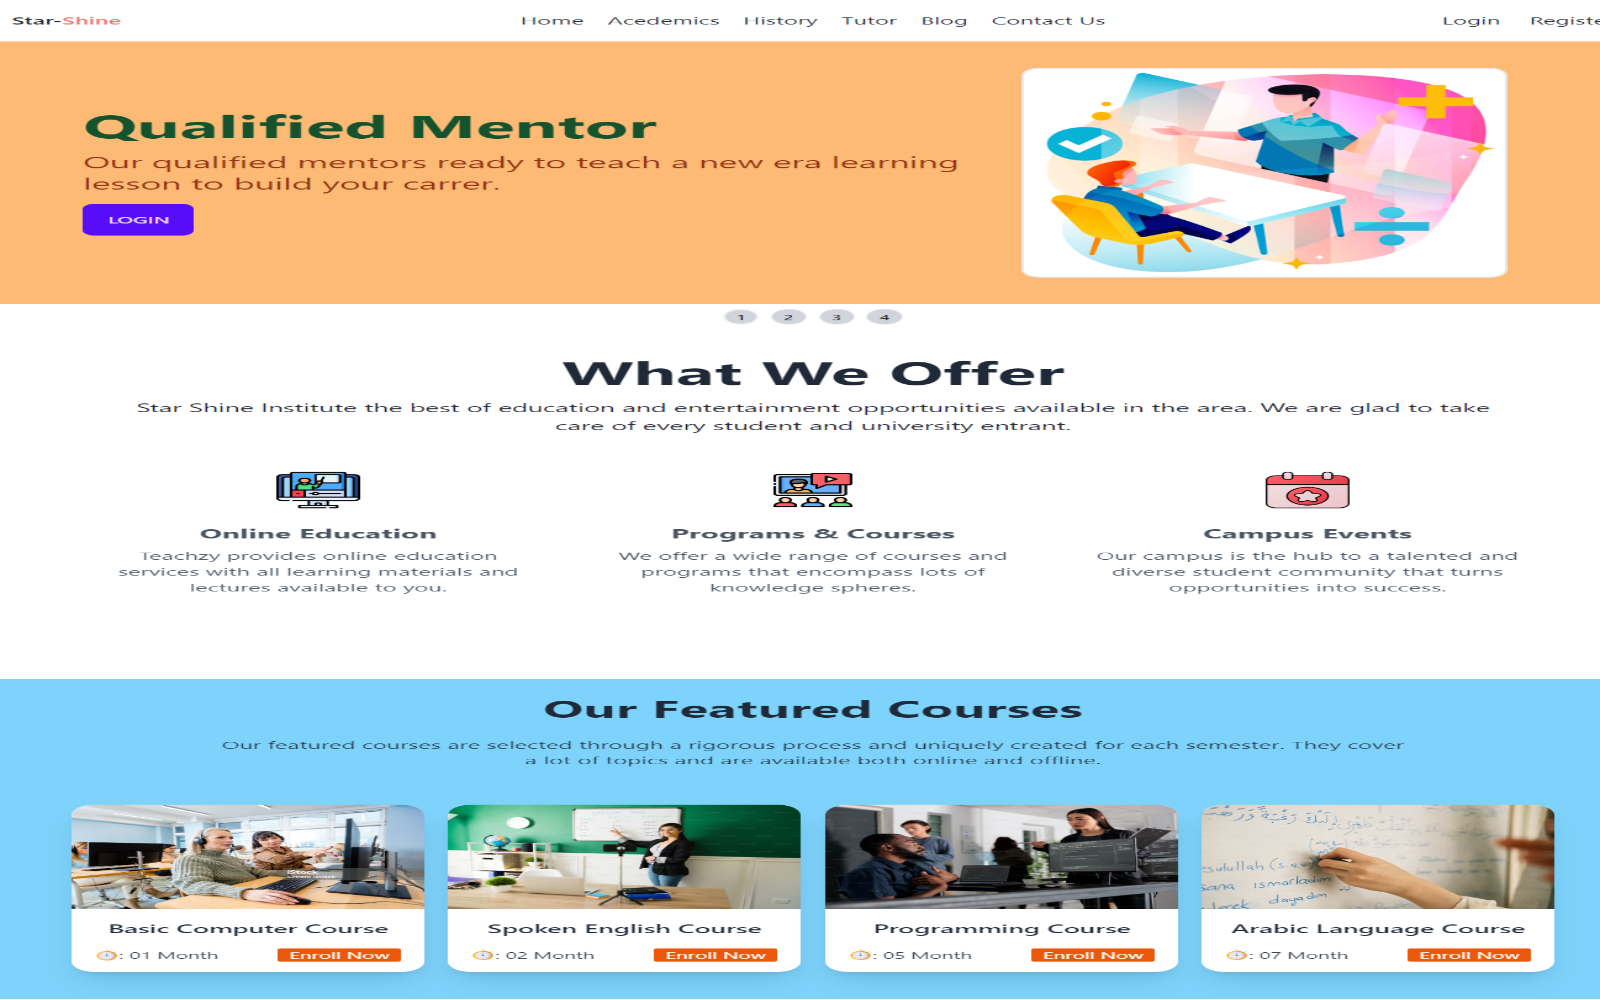 Star-Shine
Home Acedemics History Tutor Blog Contact Us
Login Registe
Qualified Mentor
Our qualified mentors ready to teach a new era learning
lesson to build your carrer.
LOGIN
1 2 3 4
What We Offer
Star Shine Institute the best of education and entertainment opportunities available in the area. We are glad to take
care of every student and university entrant.
Online Education
Teachzy provides online education
services with all learning materials and
lectures available to you.
Programs & Courses
We offer a wide range of courses and
programs that encompass lots of
knowledge spheres.
Campus Events
Our campus is the hub to a talented and
diverse student community that turns
opportunities into success.
Our Featured Courses
Our featured courses are selected through a rigorous process and uniquely created for each semester. They cover
a lot of topics and are available both online and offline.
iStock
Basic Computer Course
: 01 Month Enroll Now
Spoken English Course
: 02 Month Enroll Now
Programming Course
: 05 Month Enroll Now
sana ismarladım
dayadım
Arabic Language Course
: 07 Month Enroll Now